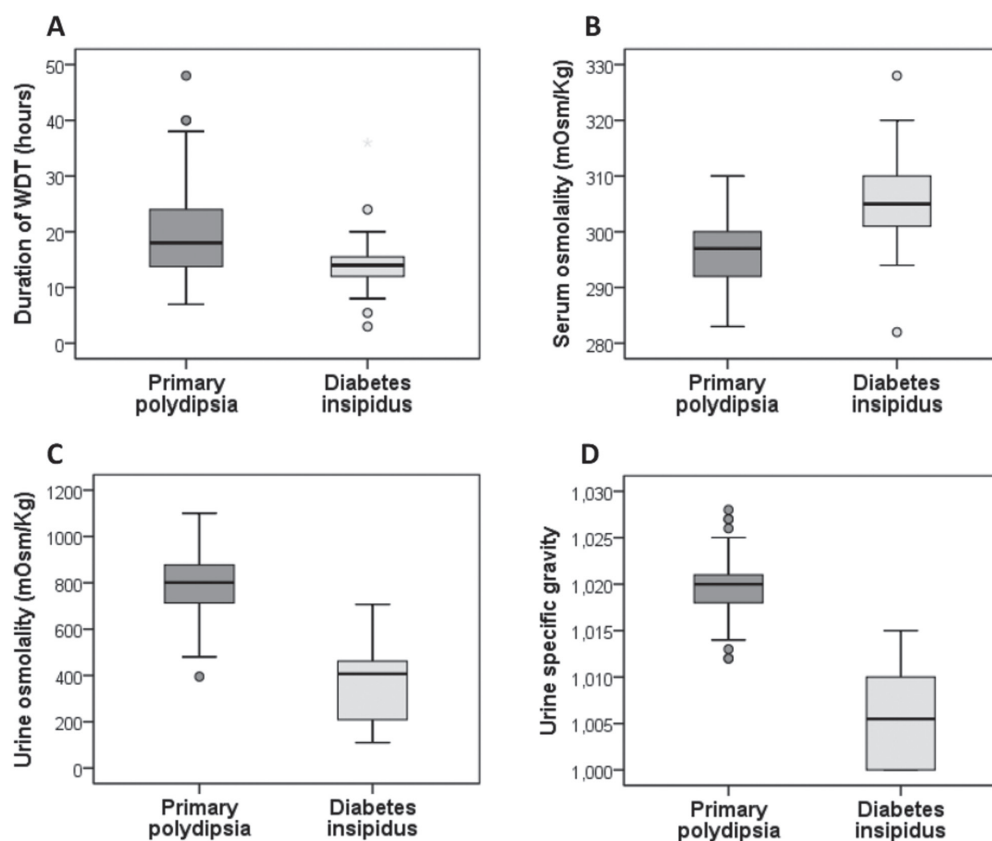 A
Duration of WDT (hours)
50
40
30
20
10
0
Primary
polydipsia
Diabetes
insipidus
B
Serum osmolality (mOsm/Kg)
330
320
310
300
290
280
Primary
polydipsia
Diabetes
insipidus
C
Urine osmolality (mOsm/Kg)
1200
1000
800
600
400
200
0
Primary
polydipsia
Diabetes
insipidus
D
Urine specific gravity
1,030
1,025
1,020
1,015
1,010
1,005
1,000
Primary
polydipsia
Diabetes
insipidus